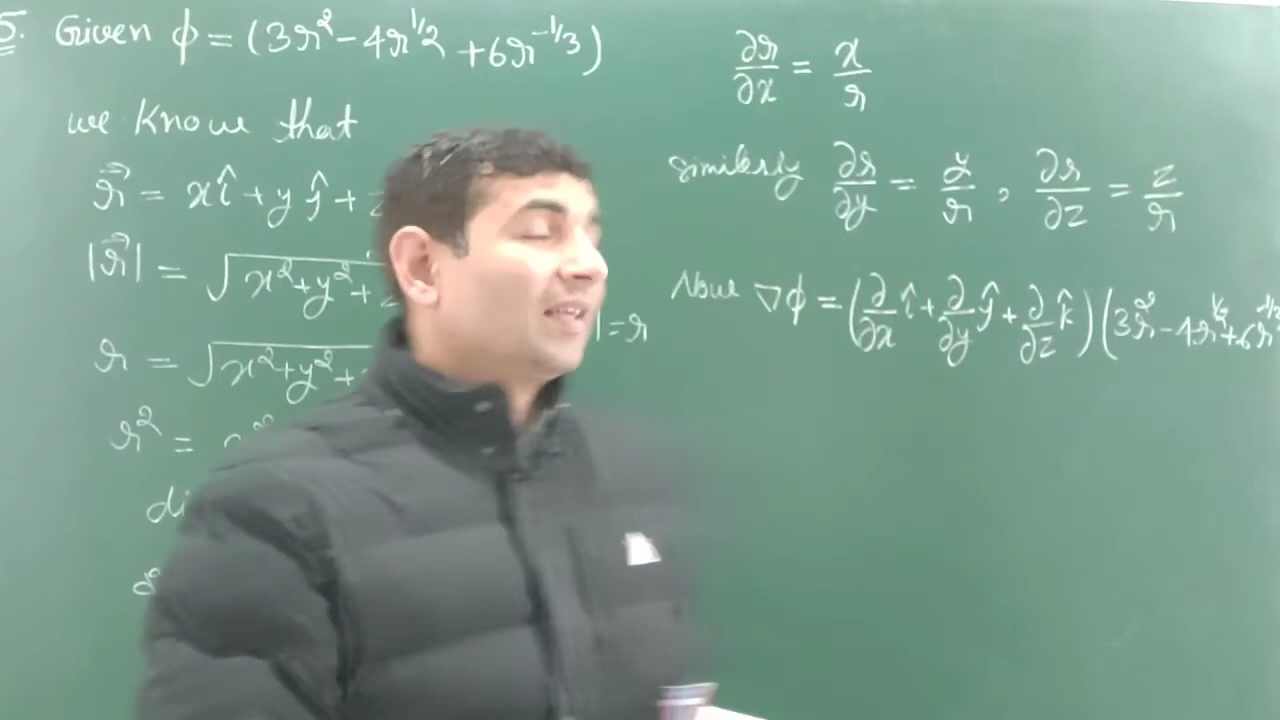 5. Given φ = (3r² - 4r^1/2 + 6r^-1/3)
we know that
r⃗ = xî + yĵ +
|r⃗| = √x²+y²+
| = r
r = √x²+y²+
r² =
∂r/∂x = x/r
similarly ∂r/∂y = y/r , ∂r/∂z = z/r
Now ∇φ = (∂/∂x î + ∂/∂y ĵ + ∂/∂z k̂)(3r² - 4r^1/2 + 6r^-1/3